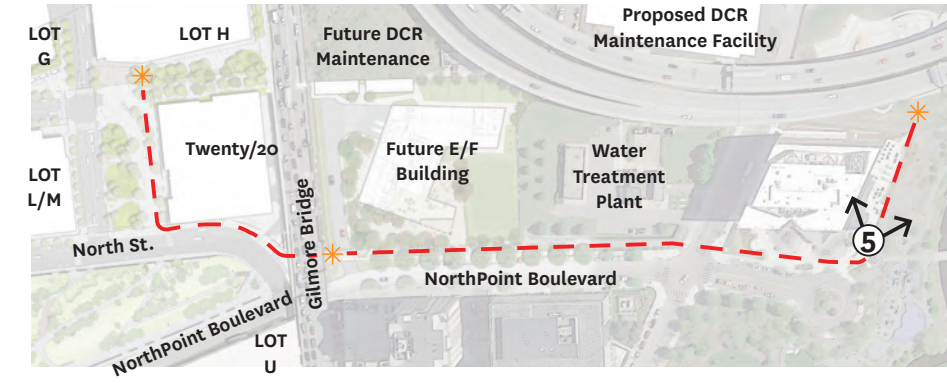 LOT
G
LOT H
Future DCR
Maintenance
Proposed DCR
Maintenance Facility
LOT
L/M
Twenty/20
Future E/F
Building
Water
Treatment
Plant
North St.
Gilmore Bridge
5
NorthPoint Boulevard
NorthPoint Boulevard
LOT
U